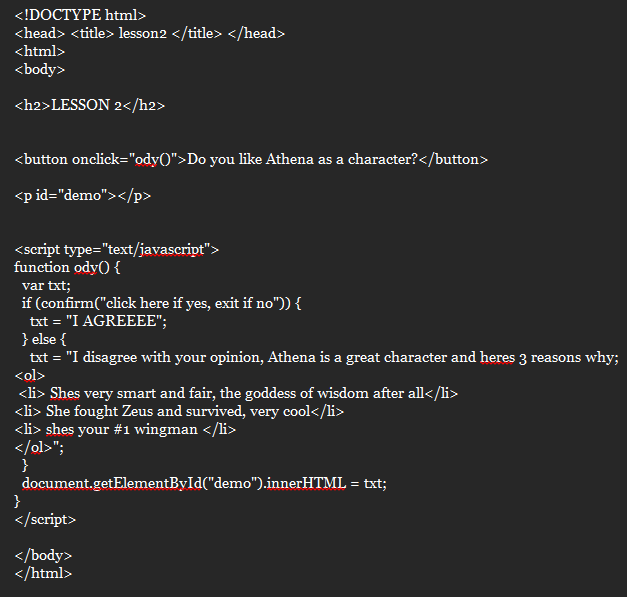 <!DOCTYPE html>
<head> <title> lesson2 </title> </head>
<html>
<body>
<h2>LESSON 2</h2>
<button onclick="ody()">Do you like Athena as a character?</button>
<p id="demo"></p>
<script type="text/javascript">
function ody() {
var txt;
if (confirm("click here if yes, exit if no")) {
txt = "I AGREEEE";
} else {
txt = "I disagree with your opinion, Athena is a great character and heres 3 reasons why;
<ol>
<li> Shes very smart and fair, the goddess of wisdom after all</li>
<li> She fought Zeus and survived, very cool</li>
<li> shes your #1 wingman </li>
</ol>";
}
document.getElementById("demo").innerHTML = txt;
}
</script>
</body>
</html>